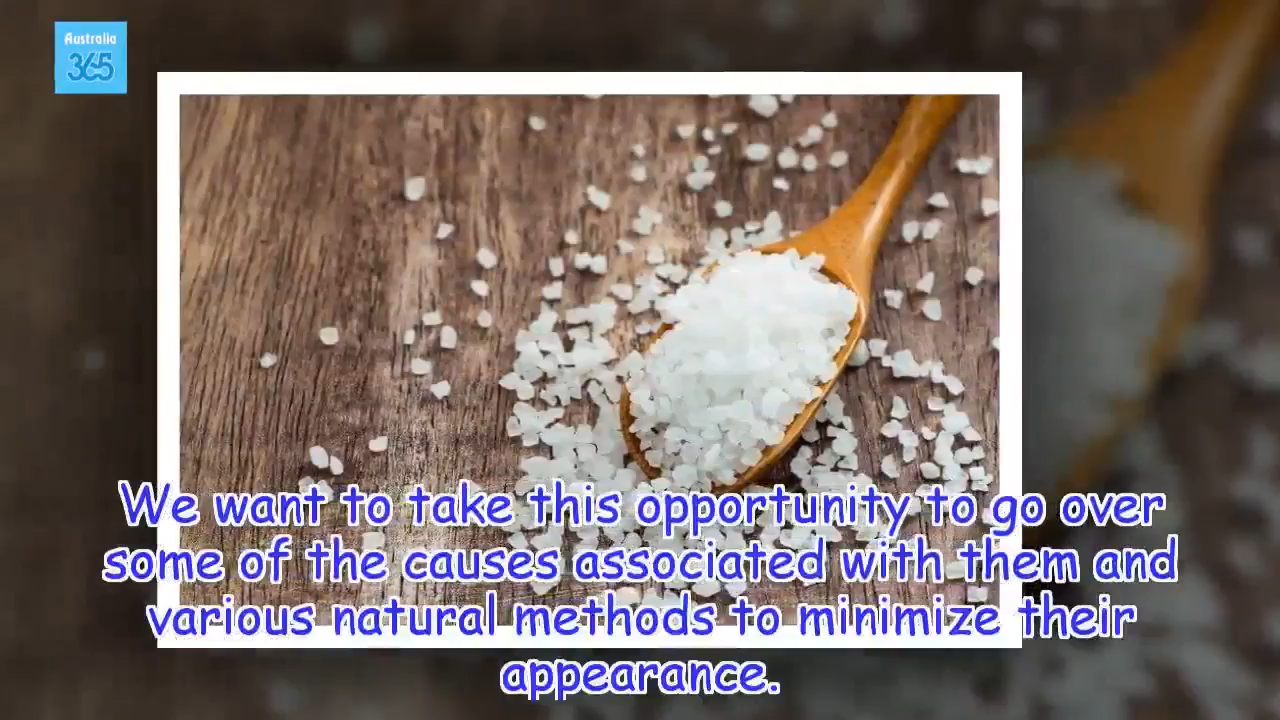 Australia
365
We want to take this opportunity to go over
some of the causes associated with them and
various natural methods to minimize their
appearance.